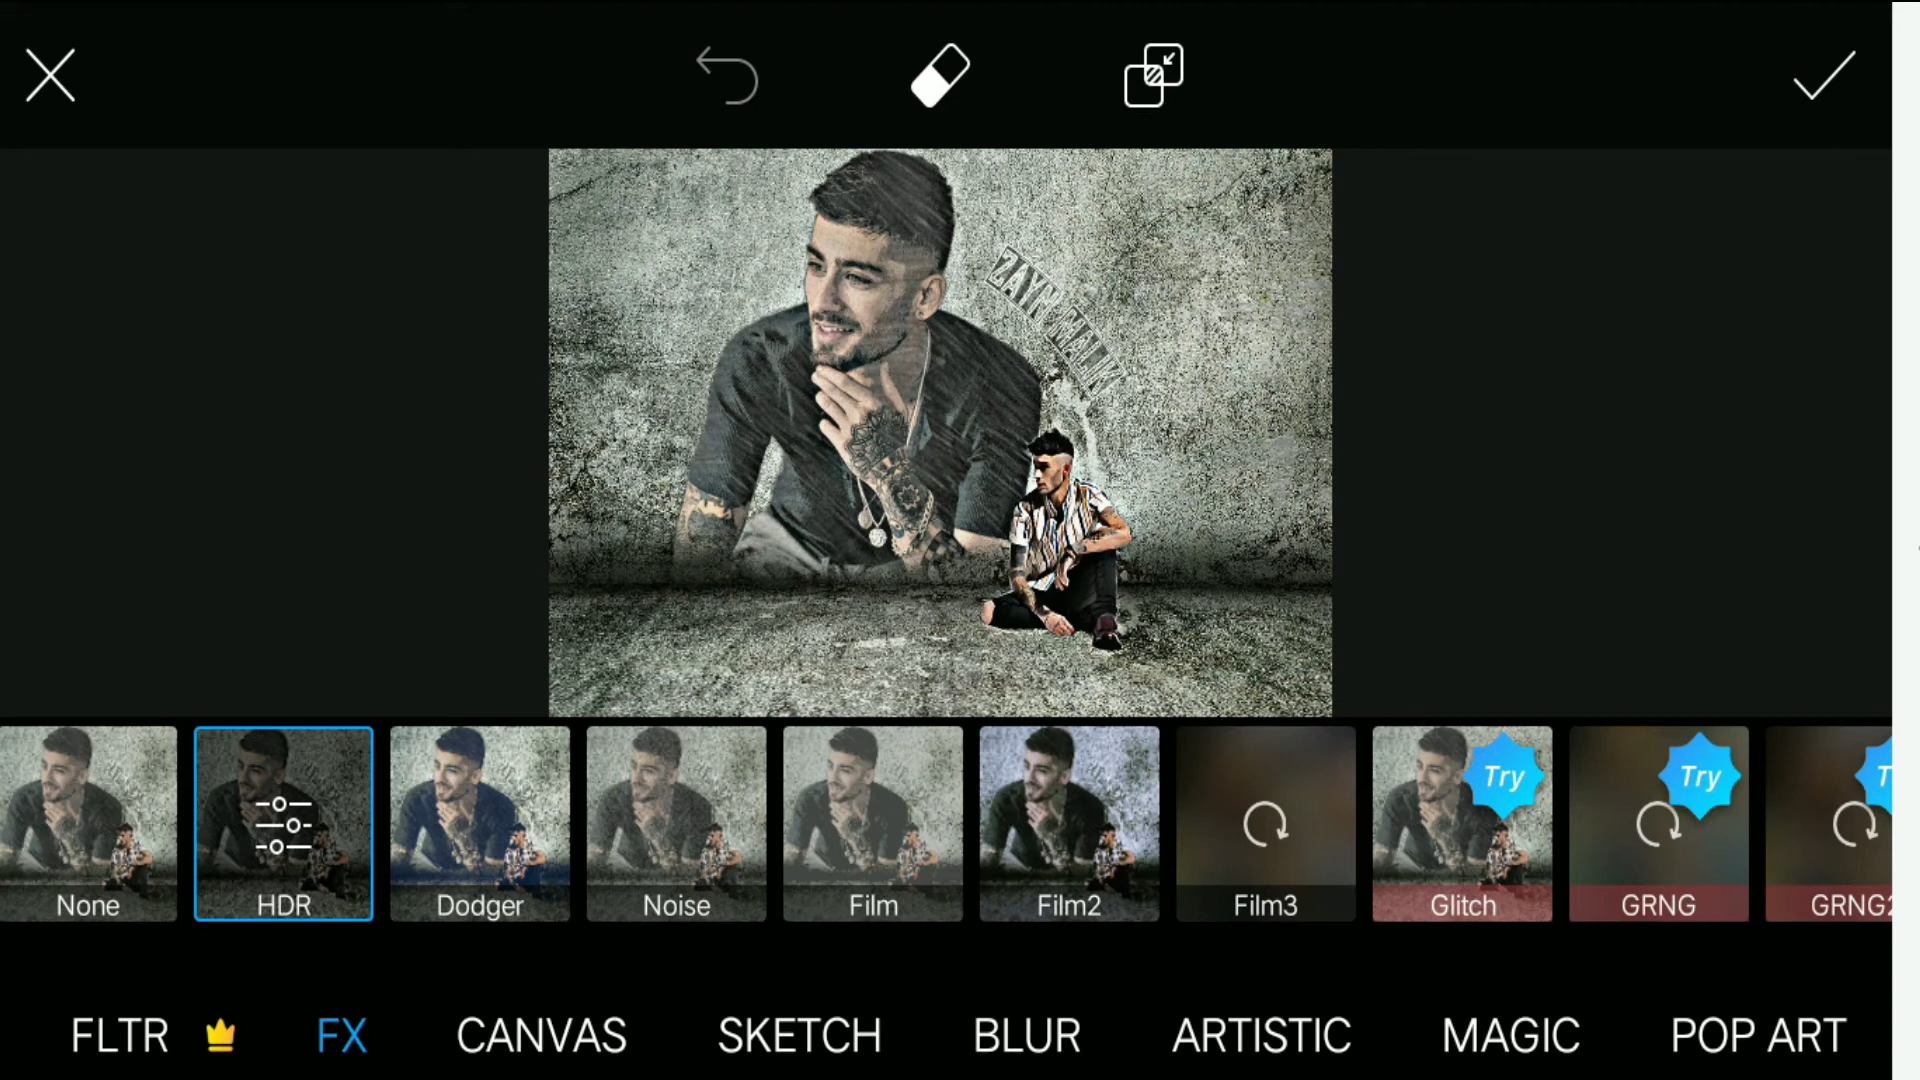 ZAYN MALIK
Try
Try
T
None
HDR
Dodger
Noise
Film
Film2
Film3
Glitch
GRNG
GRNG2
FLTR
FX
CANVAS
SKETCH
BLUR
ARTISTIC
MAGIC
POP ART